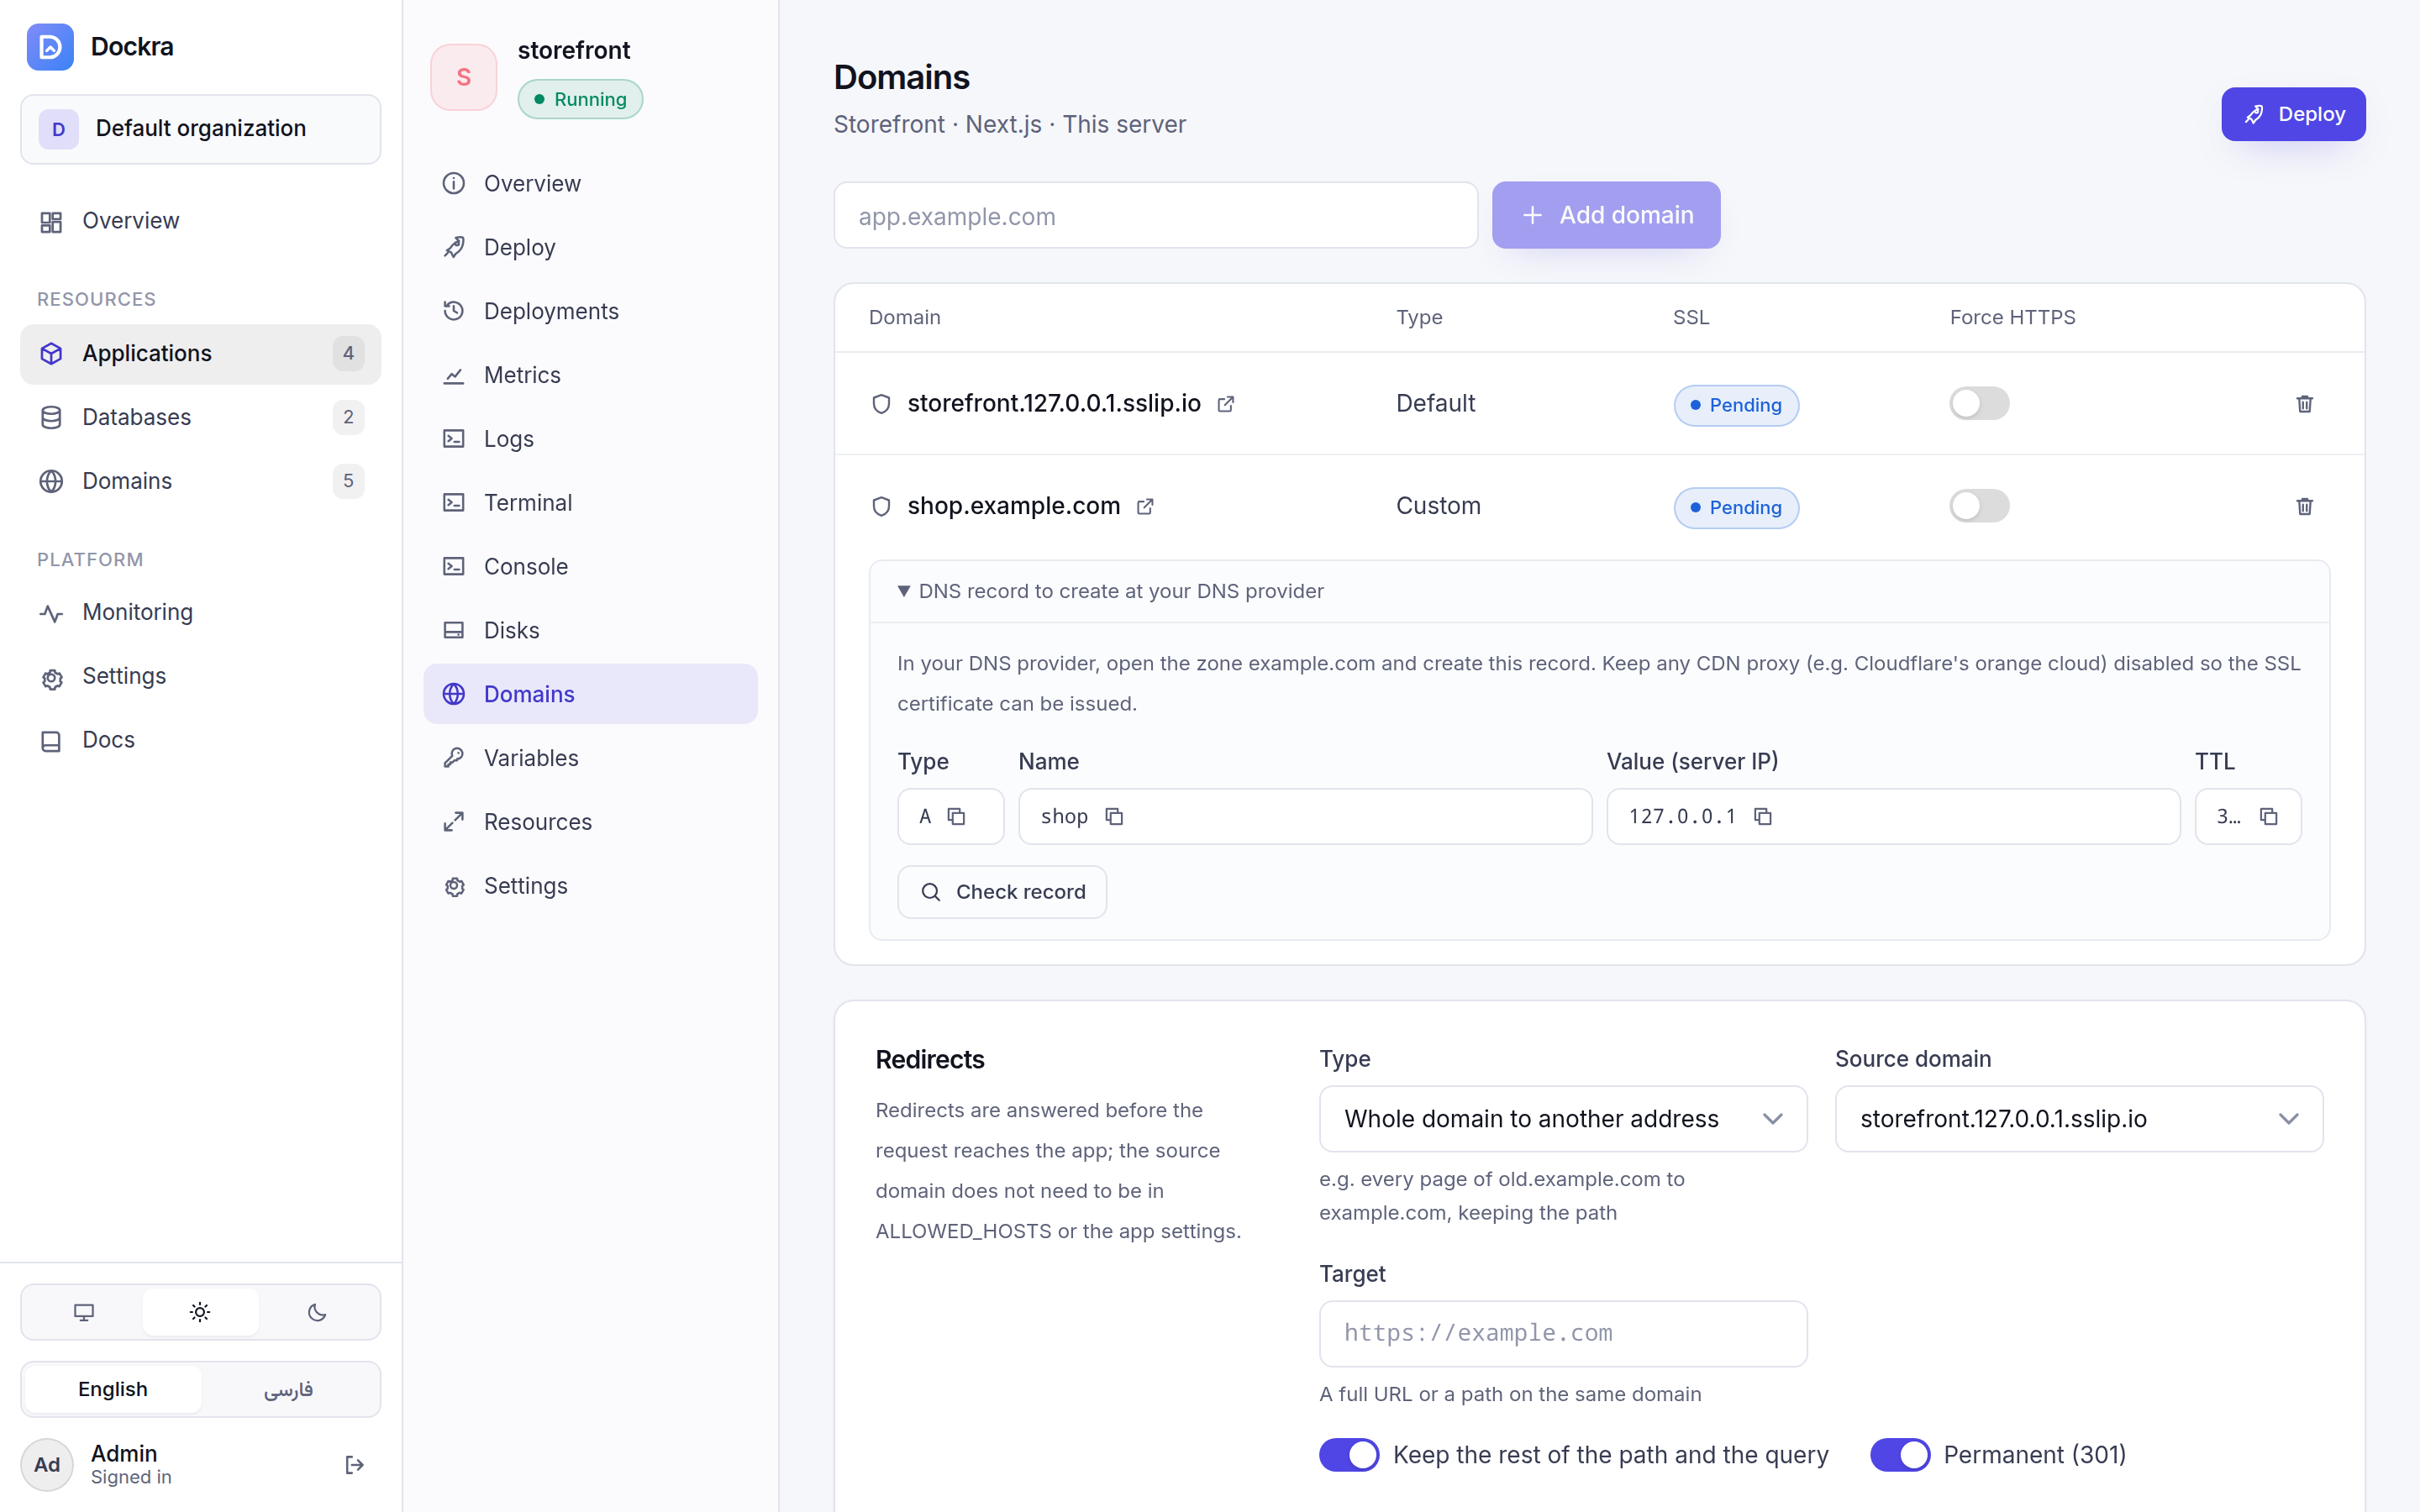 Dockra
D Default organization
Overview
RESOURCES
Applications 4
Databases 2
Domains 5
PLATFORM
Monitoring
Settings
Docs
English فارسی
Ad Admin
Signed in
S storefront
Running
Overview
Deploy
Deployments
Metrics
Logs
Terminal
Console
Disks
Domains
Variables
Resources
Settings
Domains
Storefront · Next.js · This server
Deploy
app.example.com
Add domain
Domain Type SSL Force HTTPS
storefront.127.0.0.1.sslip.io Default Pending
shop.example.com Custom Pending
DNS record to create at your DNS provider
In your DNS provider, open the zone example.com and create this record. Keep any CDN proxy (e.g. Cloudflare's orange cloud) disabled so the SSL
certificate can be issued.
Type Name Value (server IP) TTL
A shop 127.0.0.1 3…
Check record
Redirects
Redirects are answered before the
request reaches the app; the source
domain does not need to be in
ALLOWED_HOSTS or the app settings.
Type Source domain
Whole domain to another address storefront.127.0.0.1.sslip.io
e.g. every page of old.example.com to
example.com, keeping the path
Target
https://example.com
A full URL or a path on the same domain
Keep the rest of the path and the query Permanent (301)